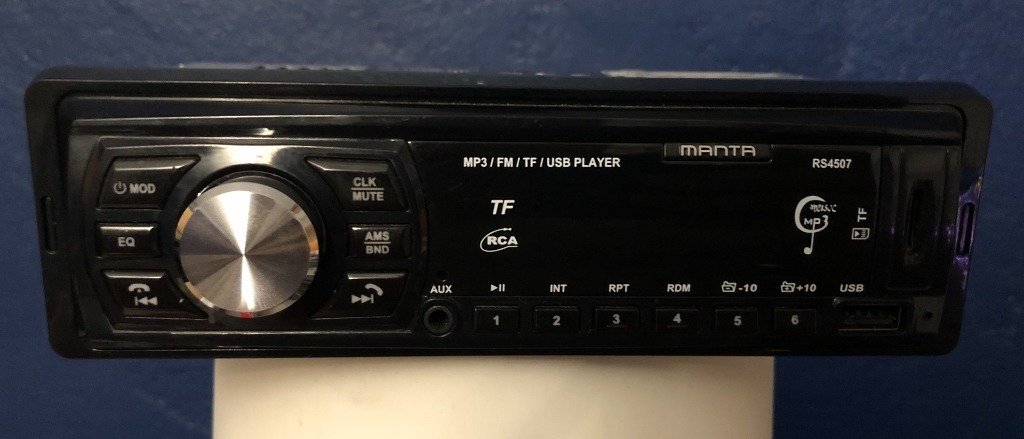 MP3 / FM / TF / USB PLAYER
MANTA
RS4507
MOD
CLK
MUTE
TF
music
MP3
TF
EQ
AMS
BND
RCA
AUX
INT
RPT
RDM
-10
+10
USB
1
2
3
4
5
6